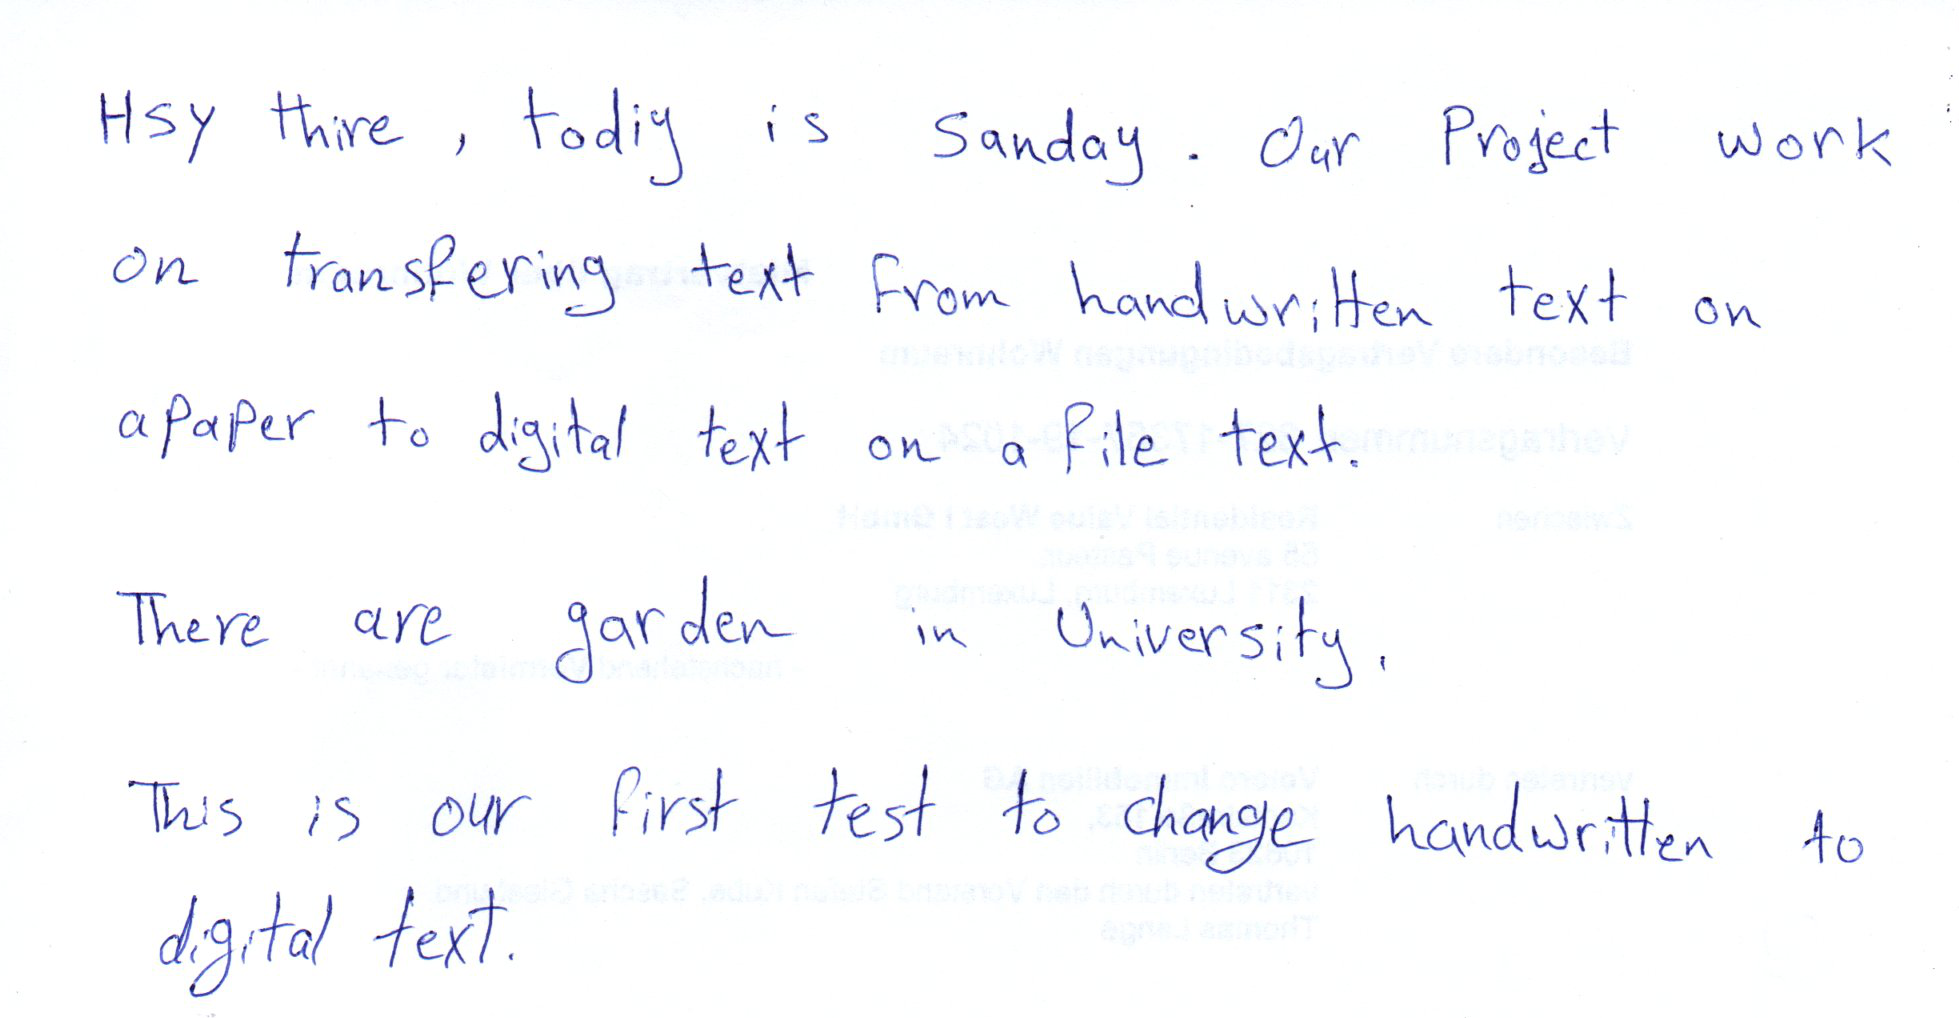 Hsy thire, todiy is Sanday. Our Project work
on transfering text from handwritten text on
a paper to digital text on a file text.
There are garden in University.
This is our first test to change handwritten to
digital text.